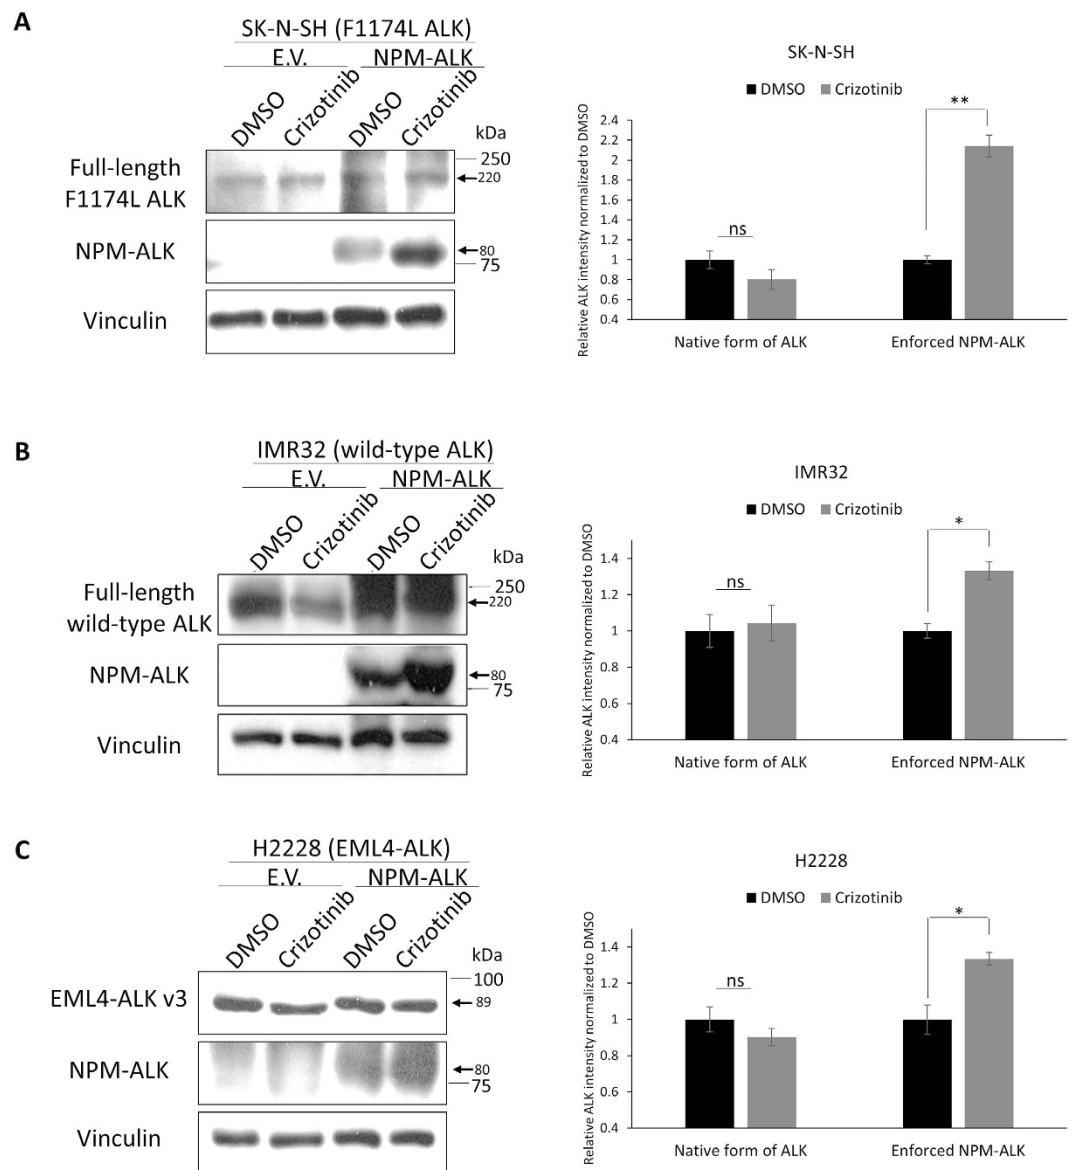 A
SK-N-SH (F1174L ALK)
E.V. NPM-ALK
DMSO Crizotinib DMSO Crizotinib
kDa
Full-length
F1174L ALK
250
220
NPM-ALK
80
75
Vinculin
SK-N-SH
DMSO Crizotinib
Relative ALK intensity normalized to DMSO
2.4
2.2
2
1.8
1.6
1.4
1.2
1
0.8
0.6
0.4
ns
**
Native form of ALK Enforced NPM-ALK
B
IMR32 (wild-type ALK)
E.V. NPM-ALK
DMSO Crizotinib DMSO Crizotinib
kDa
Full-length
wild-type ALK
250
220
NPM-ALK
80
75
Vinculin
IMR32
DMSO Crizotinib
Relative ALK intensity normalized to DMSO
1.4
1.2
1
0.8
0.6
0.4
ns
*
Native form of ALK Enforced NPM-ALK
C
H2228 (EML4-ALK)
E.V. NPM-ALK
DMSO Crizotinib DMSO Crizotinib
kDa
100
EML4-ALK v3
89
NPM-ALK
80
75
Vinculin
H2228
DMSO Crizotinib
Relative ALK intensity normalized to DMSO
1.4
1.2
1
0.8
0.6
0.4
ns
*
Native form of ALK Enforced NPM-ALK